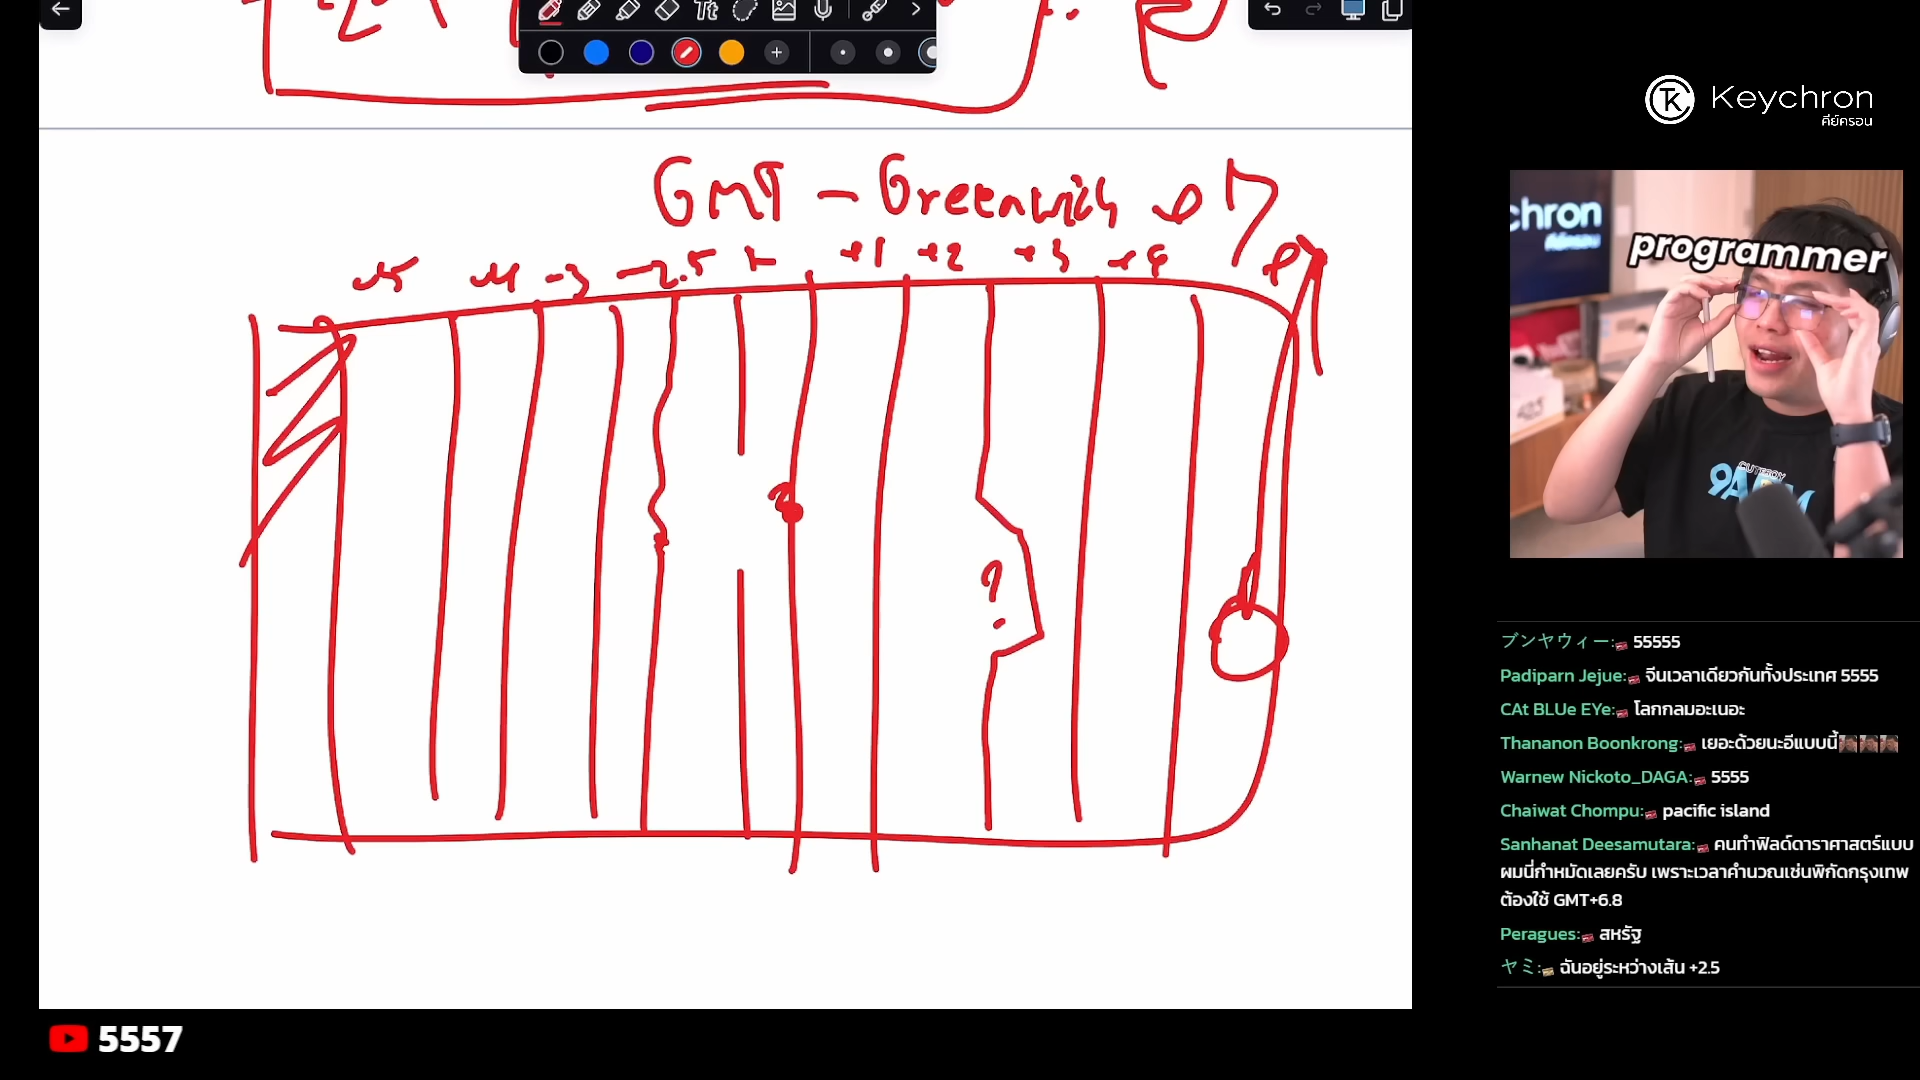 Tt
Keychron
คีย์ครอน
GMT - Greenwich
-3 -2.5 +1 +2 +3 +4
?
?
chron
คีย์ครอน
programmer
ブンヤウィー: 55555
Padiparn Jejue: จีนเวลาเดียวกันทั้งประเทศ 5555
CAt BLUe EYe: โลกกลมอะเนอะ
Thananon Boonkrong: เยอะด้วยนะอีแบบนี้
Warnew Nickoto_DAGA: 5555
Chaiwat Chompu: pacific island
Sanhanat Deesamutara: คนทำฟิลด์ดาราศาสตร์แบบ
ผมนี่กำหมัดเลยครับ เพราะเวลาคำนวณเช่นพิกัดกรุงเทพ
ต้องใช้ GMT+6.8
Peragues: สหรัฐ
ヤミ: ฉันอยู่ระหว่างเส้น +2.5
5557